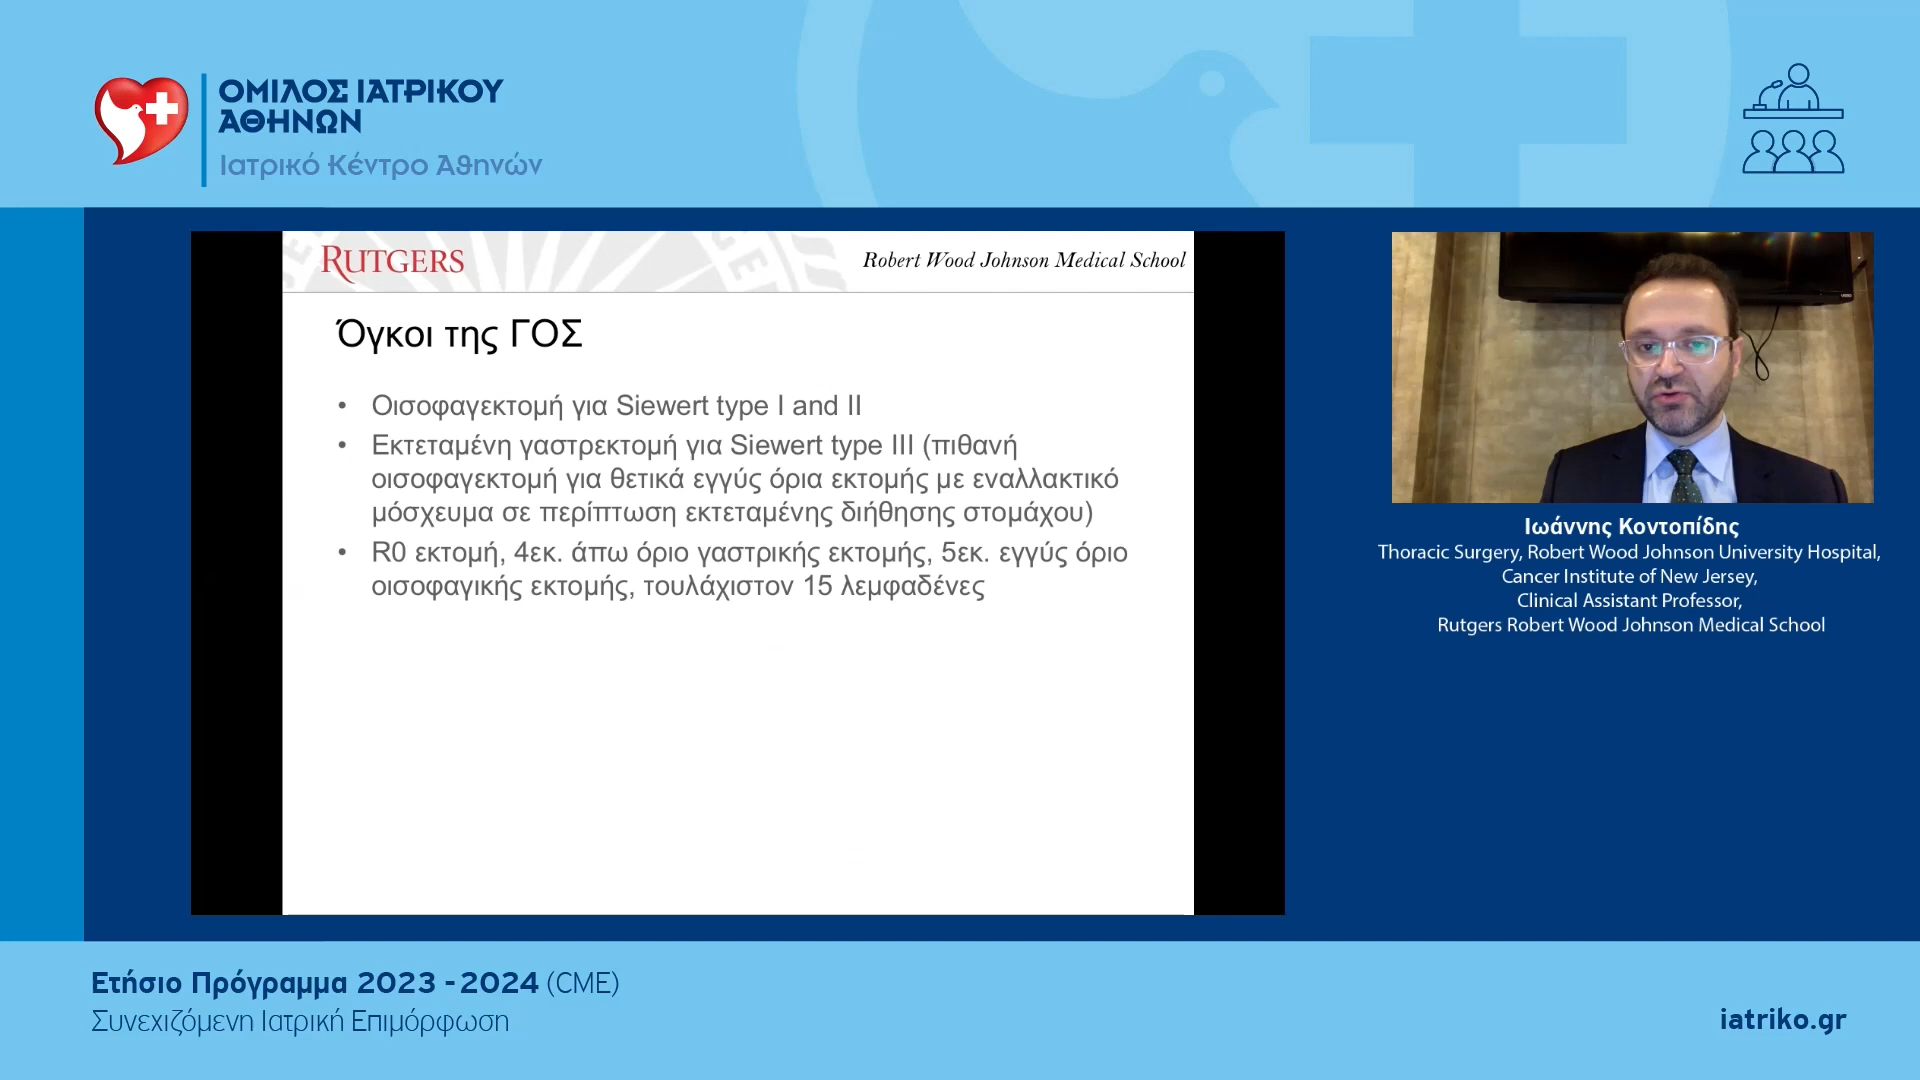 ΟΜΙΛΟΣ ΙΑΤΡΙΚΟΥ
ΑΘΗΝΩΝ
Ιατρικό Κέντρο Αθηνών
RUTGERS
Robert Wood Johnson Medical School
Όγκοι της ΓΟΣ
• Οισοφαγεκτομή για Siewert type I and II
• Εκτεταμένη γαστρεκτομή για Siewert type III (πιθανή
οισοφαγεκτομή για θετικά εγγύς όρια εκτομής με εναλλακτικό
μόσχευμα σε περίπτωση εκτεταμένης διήθησης στομάχου)
• R0 εκτομή, 4εκ. άπω όριο γαστρικής εκτομής, 5εκ. εγγύς όριο
οισοφαγικής εκτομής, τουλάχιστον 15 λεμφαδένες
Ιωάννης Κοντοπίδης
Thoracic Surgery, Robert Wood Johnson University Hospital,
Cancer Institute of New Jersey,
Clinical Assistant Professor,
Rutgers Robert Wood Johnson Medical School
Ετήσιο Πρόγραμμα 2023 - 2024 (CME)
Συνεχιζόμενη Ιατρική Επιμόρφωση
iatriko.gr